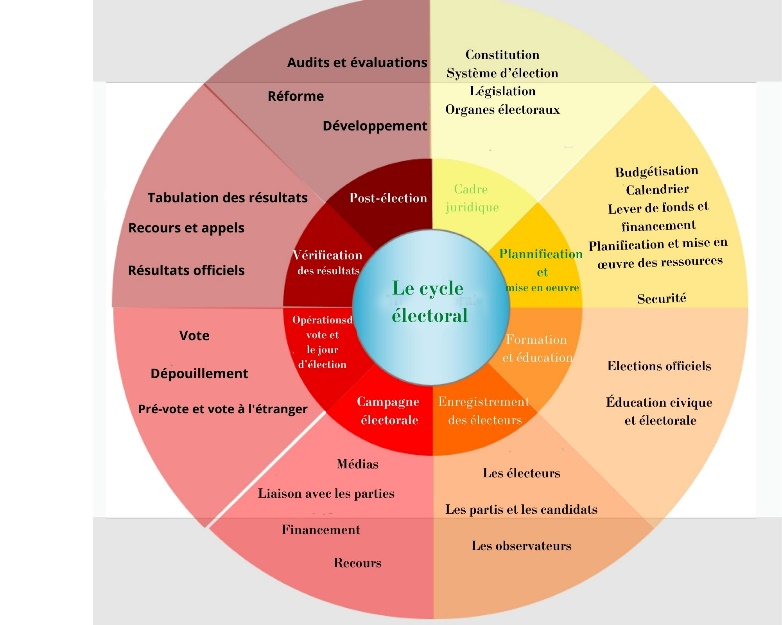 Le cycle
électoral
Cadre
juridique
Constitution
Système d'élection
Législation
Organes électoraux
Plannification
et
mise en oeuvre
Budgétisation
Calendrier
Lever de fonds et
financement
Planification et mise en
œuvre des ressources
Securité
Formation
et éducation
Elections officiels
Éducation civique
et électorale
Enregistrement
des électeurs
Les électeurs
Les partis et les candidats
Les observateurs
Campagne
électorale
Médias
Liaison avec les parties
Financement
Recours
Opérationsd
vote et
le jour
d'élection
Vote
Dépouillement
Pré-vote et vote à l'étranger
Vérification
des résultats
Tabulation des résultats
Recours et appels
Résultats officiels
Post-élection
Audits et évaluations
Réforme
Développement